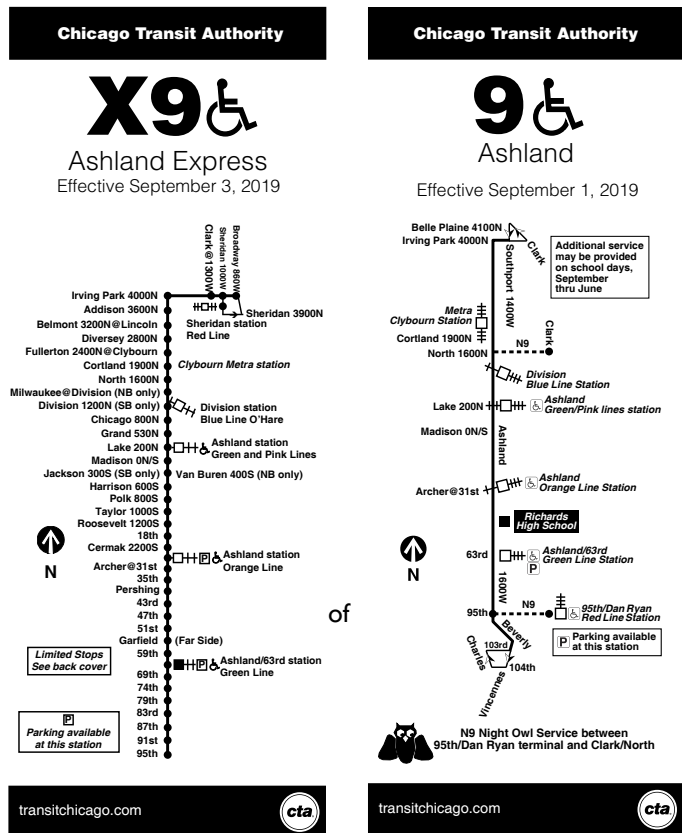 Chicago Transit Authority
X9
Ashland Express
Effective September 3, 2019
Clark@1300W
Sheridan 1000W
Broadway 860W
Irving Park 4000N
Sheridan 3900N
Addison 3600N
Sheridan station
Red Line
Belmont 3200N@Lincoln
Diversey 2800N
Fullerton 2400N@Clybourn
Cortland 1900N
Clybourn Metra station
North 1600N
Milwaukee@Division (NB only)
Division 1200N (SB only)
Division station
Blue Line O'Hare
Chicago 800N
Grand 530N
Lake 200N
Ashland station
Green and Pink Lines
Madison 0N/S
Jackson 300S (SB only)
Van Buren 400S (NB only)
Harrison 600S
Polk 800S
Taylor 1000S
Roosevelt 1200S
18th
Cermak 2200S
P
Ashland station
Orange Line
N
Archer@31st
35th
Pershing
43rd
47th
51st
Garfield
(Far Side)
59th
Limited Stops
See back cover
P
Ashland/63rd station
Green Line
69th
74th
79th
83rd
87th
91st
95th
P
Parking available
at this station
transitchicago.com
cta
of
Chicago Transit Authority
9
Ashland
Effective September 1, 2019
Belle Plaine 4100N
Irving Park 4000N
Clark
Southport 1400W
Additional service
may be provided
on school days,
September
thru June
Metra
Clybourn Station
Cortland 1900N
Clark
North 1600N
N9
Division
Blue Line Station
Lake 200N
Ashland
Green/Pink lines station
Madison 0N/S
Ashland
Archer@31st
Ashland
Orange Line Station
Richards
High School
N
63rd
Ashland/63rd
Green Line Station
P
1600W
95th
N9
95th/Dan Ryan
Red Line Station
Beverly
P Parking available
at this station
Charles
103rd
104th
Vincennes
N9 Night Owl Service between
95th/Dan Ryan terminal and Clark/North
transitchicago.com
cta